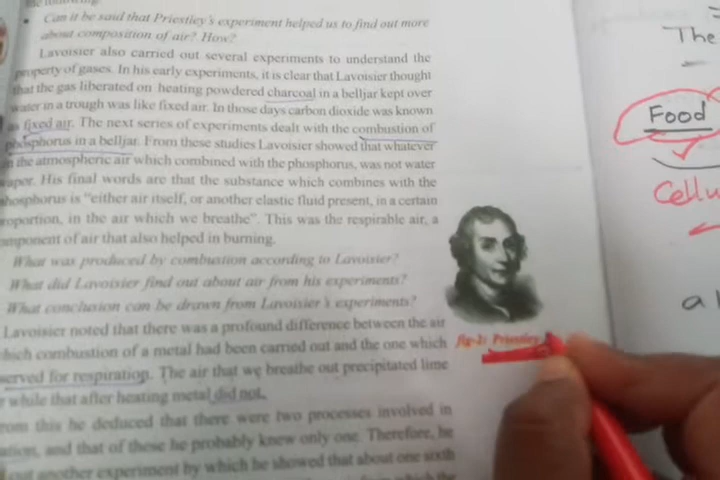 Can it be said that Priestley's experiment helped us to find out more
about composition of air? How?
Lavoisier also carried out several experiments to understand the
property of gases. In his early experiments, it is clear that Lavoisier thought
that the gas liberated on heating powdered charcoal in a belljar kept over
water in a trough was like fixed air. In those days carbon dioxide was known
as fixed air. The next series of experiments dealt with the combustion of
phosphorus in a belljar. From these studies Lavoisier showed that whatever
in the atmospheric air which combined with the phosphorus, was not water
vapor. His final words are that the substance which combines with the
phosphorus is "either air itself, or another elastic fluid present, in a certain
proportion, in the air which we breathe". This was the respirable air, a
component of air that also helped in burning.
What was produced by combustion according to Lavoisier?
What did Lavoisier find out about air from his experiments?
What conclusion can be drawn from Lavoisier's experiments?
Lavoisier noted that there was a profound difference between the air
which combustion of a metal had been carried out and the one which
served for respiration. The air that we breathe out precipitated lime
while that after heating metal did not.
From this he deduced that there were two processes involved in
and that of these he probably knew only one. Therefore, he
out another experiment by which he showed that about one sixth
fig-2: Priestley
The
Food
Cellu